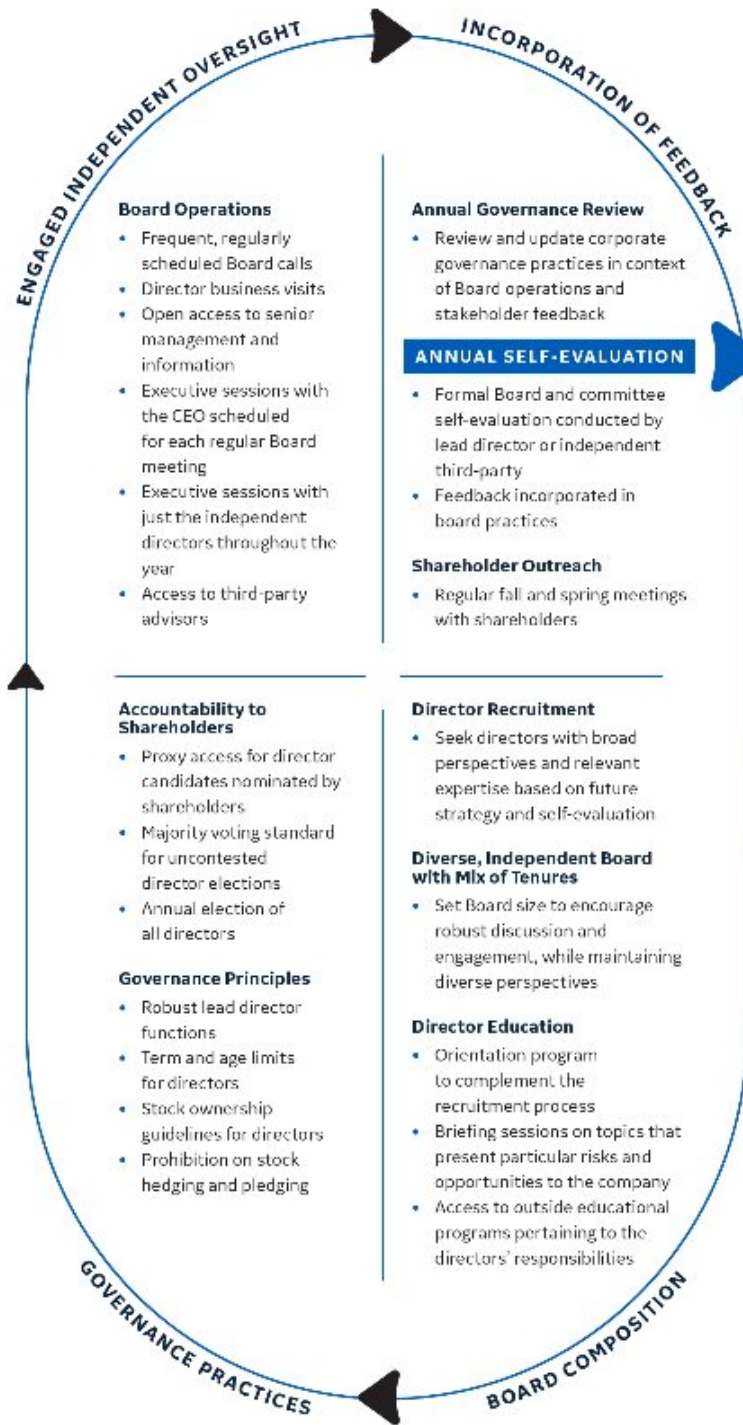 ENGAGED INDEPENDENT OVERSIGHT
INCORPORATION OF FEEDBACK
Board Operations
• Frequent, regularly
scheduled Board calls
• Director business visits
• Open access to senior
management and
information
• Executive sessions with
the CEO scheduled
for each regular Board
meeting
• Executive sessions with
just the independent
directors throughout the
year
• Access to third-party
advisors
Annual Governance Review
• Review and update corporate
governance practices in context
of Board operations and
stakeholder feedback
ANNUAL SELF-EVALUATION
• Formal Board and committee
self-evaluation conducted by
lead director or independent
third-party
• Feedback incorporated in
board practices
Shareholder Outreach
• Regular fall and spring meetings
with shareholders
Accountability to
Shareholders
• Proxy access for director
candidates nominated by
shareholders
• Majority voting standard
for uncontested
director elections
• Annual election of
all directors
Governance Principles
• Robust lead director
functions
• Term and age limits
for directors
• Stock ownership
guidelines for directors
• Prohibition on stock
hedging and pledging
Director Recruitment
• Seek directors with broad
perspectives and relevant
expertise based on future
strategy and self-evaluation
Diverse, Independent Board
with Mix of Tenures
• Set Board size to encourage
robust discussion and
engagement, while maintaining
diverse perspectives
Director Education
• Orientation program
to complement the
recruitment process
• Briefing sessions on topics that
present particular risks and
opportunities to the company
• Access to outside educational
programs pertaining to the
directors' responsibilities
GOVERNANCE PRACTICES
BOARD COMPOSITION